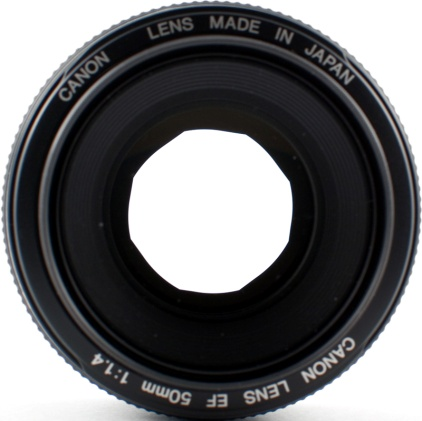 CANON LENS MADE IN JAPAN
CANON LENS EF 50mm 1:1.4